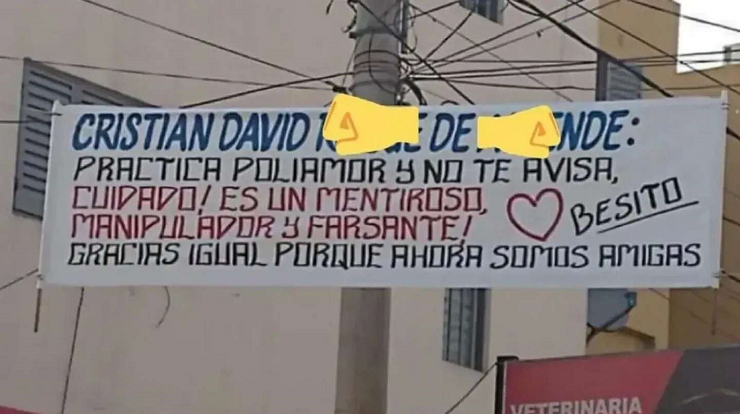 CRISTIAN DAVID DE
PRACTICA POLIAMOR Y NO TE AVISA,
CUIDADO! ES UN MENTIROSO,
MANIPULADOR Y FARSANTE! BESITO
GRACIAS IGUAL PORQUE AHORA SOMOS AMIGAS
VETERINARIA